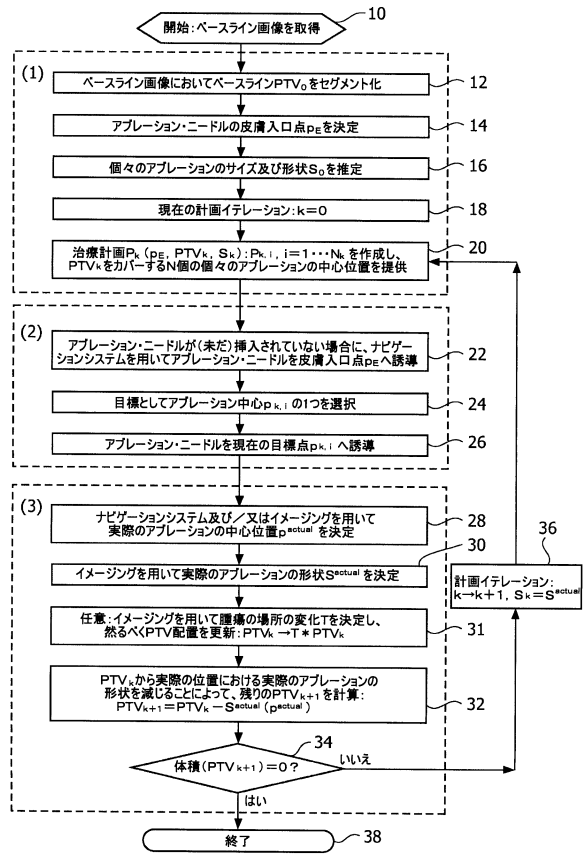 開始：ベースライン画像を取得
10
(1)
ベースライン画像においてベースラインPTV₀をセグメント化
12
アブレーション・ニードルの皮膚入口点pEを決定
14
個々のアブレーションのサイズ及び形状S₀を推定
16
現在の計画イテレーション：k=0
18
治療計画Pk（pE, PTVk, Sk）：Pk,i, i=1・・・Nkを作成し、
PTVkをカバーするN個の個々のアブレーションの中心位置を提供
20
(2)
アブレーション・ニードルが（未だ）挿入されていない場合に、ナビゲー
ションシステムを用いてアブレーション・ニードルを皮膚入口点pEへ誘導
22
目標としてアブレーション中心pk,iの1つを選択
24
アブレーション・ニードルを現在の目標点pk,iへ誘導
26
(3)
ナビゲーションシステム及び／又はイメージングを用いて
実際のアブレーションの中心位置p^actualを決定
28
イメージングを用いて実際のアブレーションの形状S^actualを決定
30
任意：イメージングを用いて腫瘍の場所の変化Tを決定し、
然るべくPTV配置を更新：PTVk→T*PTVk
31
PTVkから実際の位置における実際のアブレーションの
形状を減じることによって、残りのPTVk+1を計算：
PTVk+1=PTVk－S^actual（p^actual）
32
体積（PTVk+1）=0？
34
いいえ
はい
36
計画イテレーション：
k→k+1, Sk=S^actual
終了
38